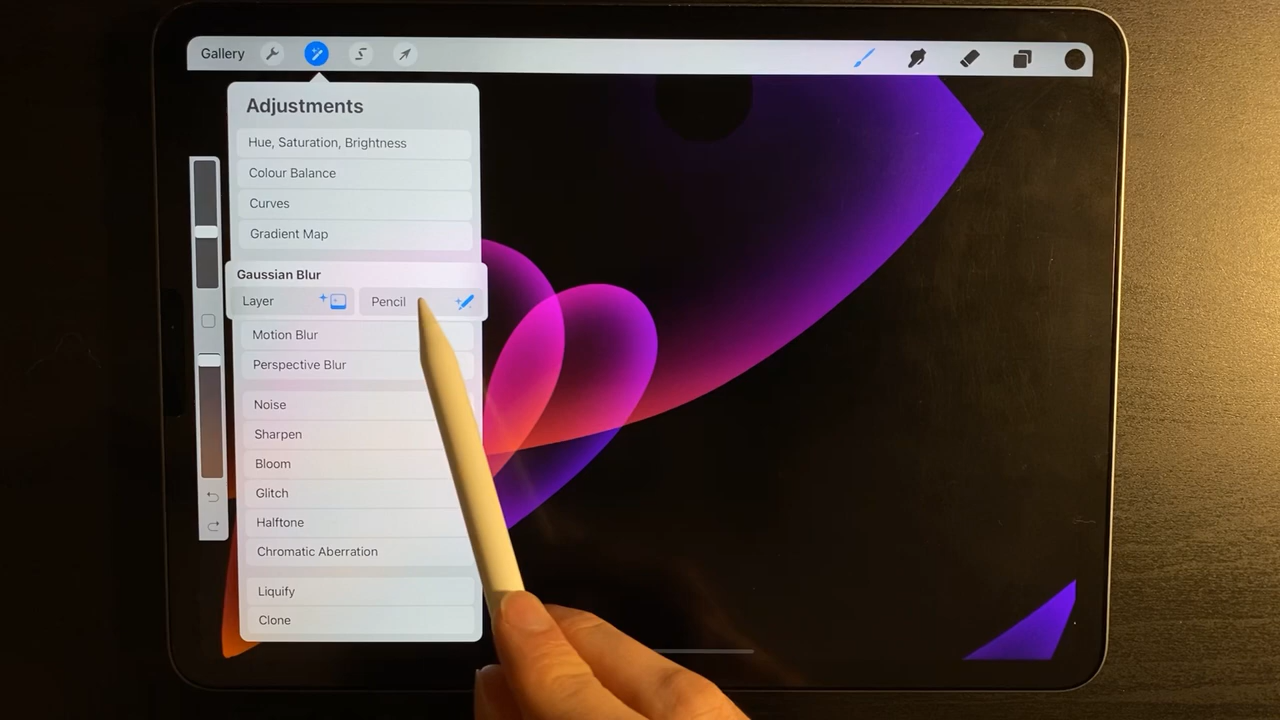 Gallery
Adjustments
Hue, Saturation, Brightness
Colour Balance
Curves
Gradient Map
Gaussian Blur
Layer Pencil
Motion Blur
Perspective Blur
Noise
Sharpen
Bloom
Glitch
Halftone
Chromatic Aberration
Liquify
Clone